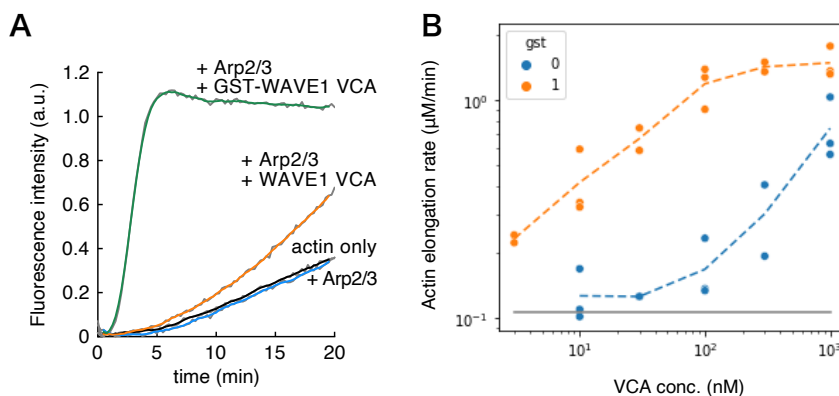 A
Fluorescence intensity (a.u.)
1.2
1.0
0.8
0.6
0.4
0.2
0
+ Arp2/3
+ GST-WAVE1 VCA
+ Arp2/3
+ WAVE1 VCA
actin only
+ Arp2/3
0 5 10 15 20
time (min)
B
Actin elongation rate (µM/min)
gst
0
1
10⁰
10⁻¹
10¹ 10² 10³
VCA conc. (nM)